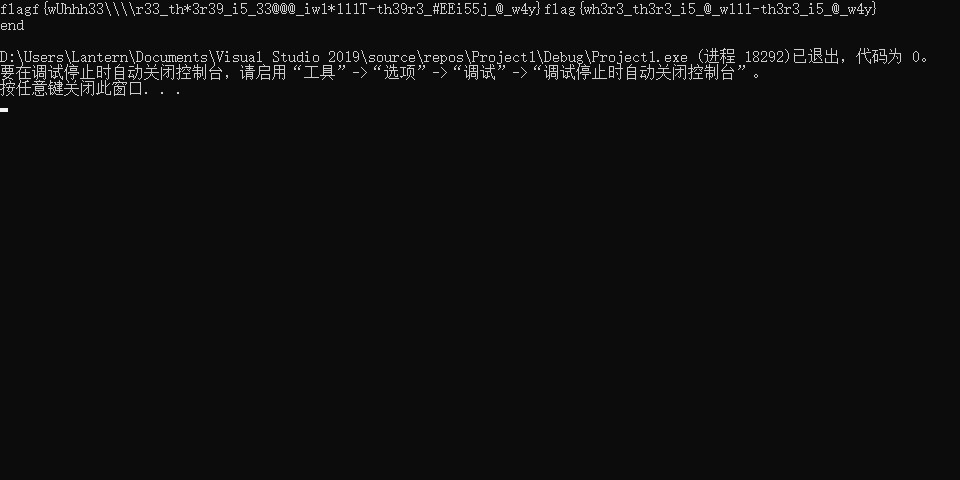 flagf{wUhhh33\\\\r33_th*3r39_i5_33@@@_iwl*111T-th39r3_#EEi55j_@_w4y}flag{wh3r3_th3r3_i5_@_w111-th3r3_i5_@_w4y}
end
D:\Users\Lantern\Documents\Visual Studio 2019\source\repos\Project1\Debug\Project1.exe (进程 18292)已退出，代码为 0。
要在调试停止时自动关闭控制台，请启用“工具”->“选项”->“调试”->“调试停止时自动关闭控制台”。
按任意键关闭此窗口. . .